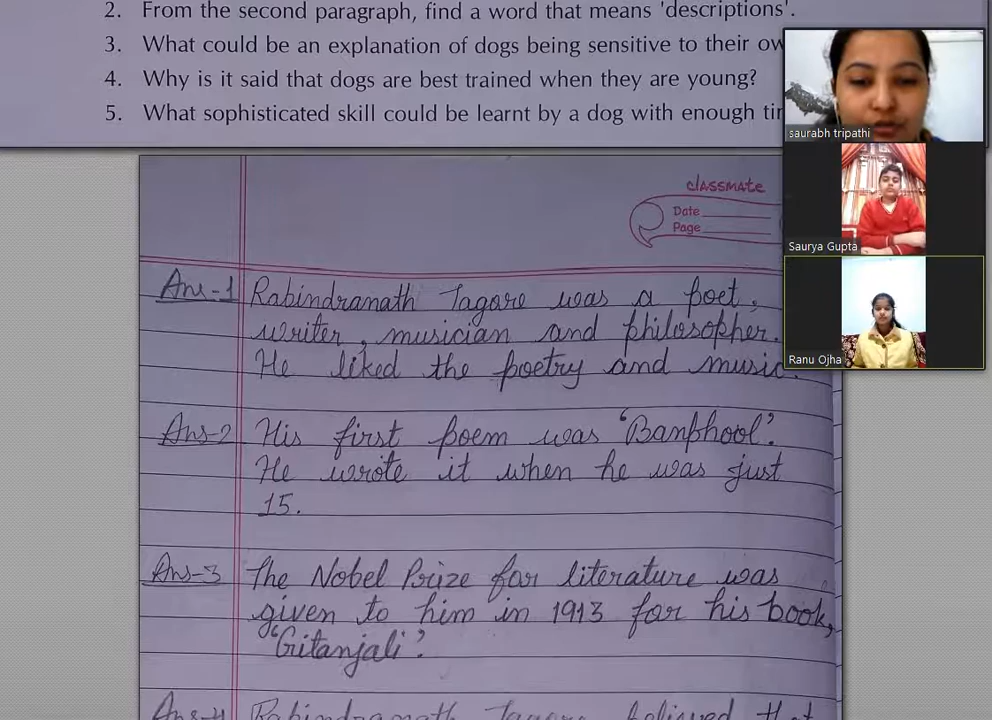 2. From the second paragraph, find a word that means 'descriptions'.
3. What could be an explanation of dogs being sensitive to their ow
4. Why is it said that dogs are best trained when they are young?
5. What sophisticated skill could be learnt by a dog with enough tim
saurabh tripathi
Saurya Gupta
Ranu Ojha
classmate
Date
Page
Ans-1 Rabindranath Tagore was a poet,
writer, musician and philosopher.
He liked the poetry and music.
Ans-2 His first poem was 'Banphool'.
He wrote it when he was just
15.
Ans-3 The Nobel Prize for literature was
given to him in 1913 for his book,
'Gitanjali'.
Ans-4 Rabindranath Tagore believed that